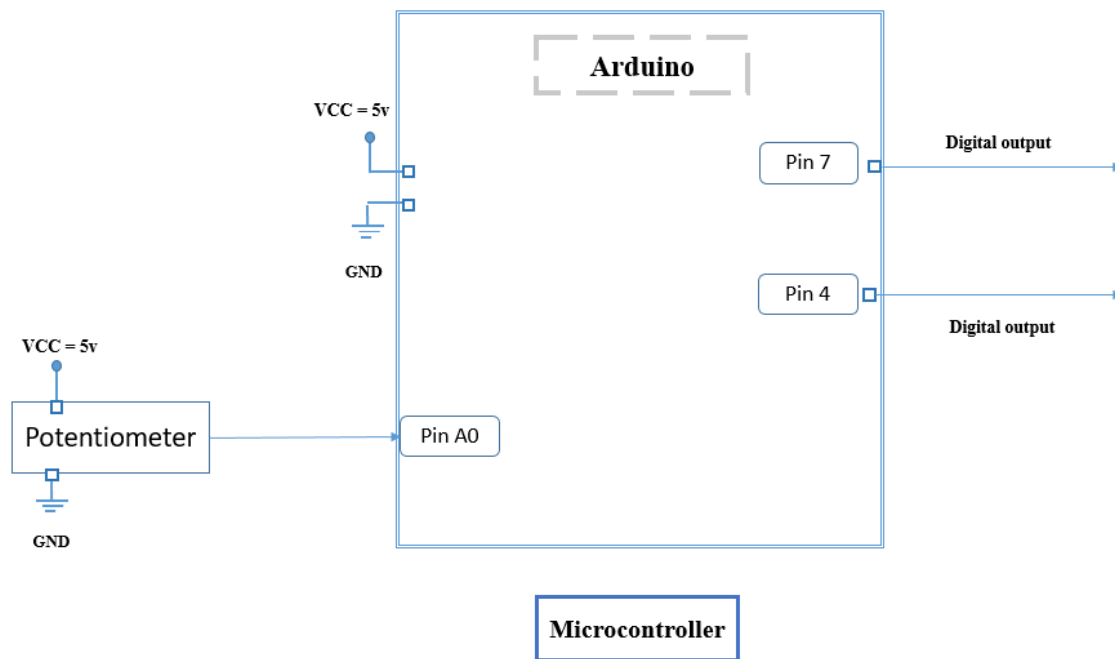 Arduino
VCC = 5v
Pin 7
Digital output
GND
Pin 4
Digital output
VCC = 5v
Potentiometer
Pin A0
GND
Microcontroller